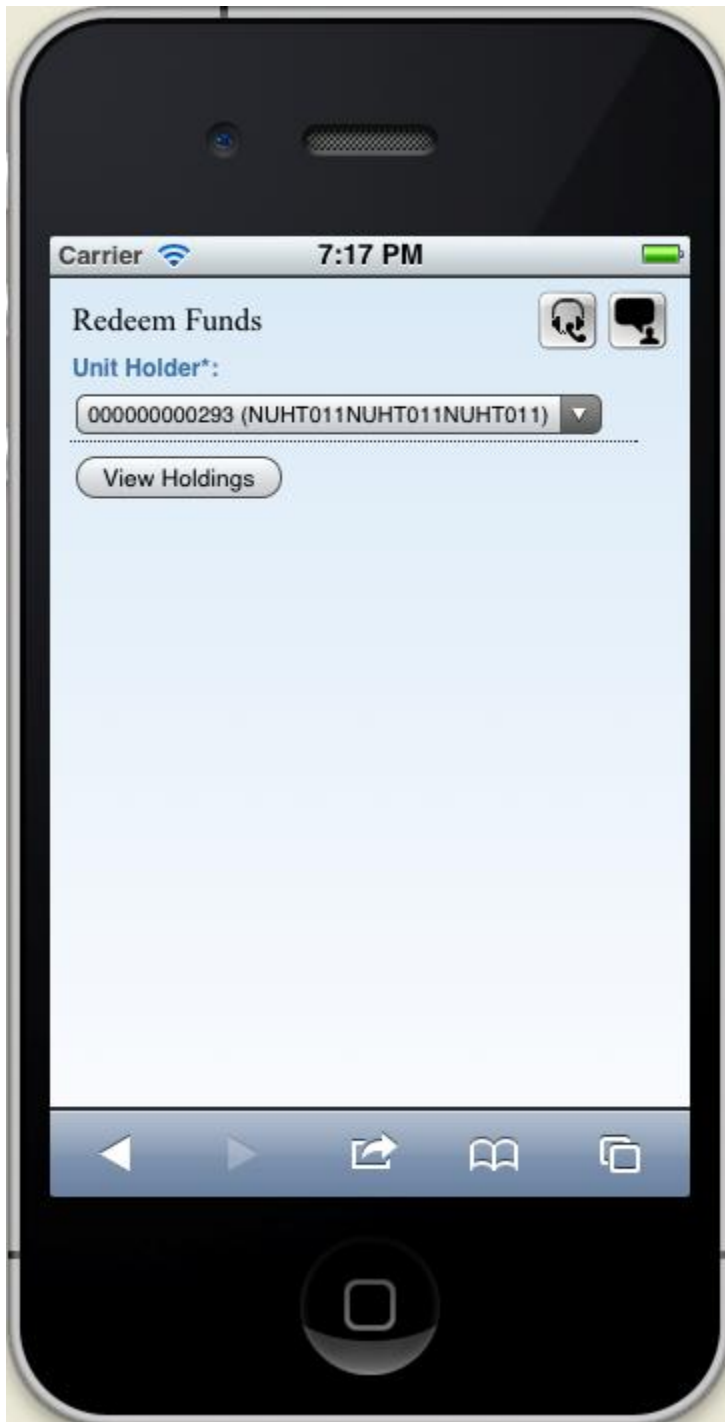 Carrier 7:17 PM
Redeem Funds
Unit Holder*:
000000000293 (NUHT011NUHT011NUHT011)
View Holdings